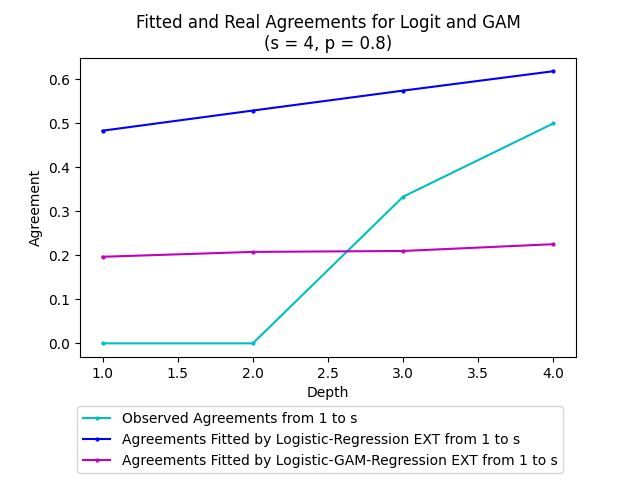 Fitted and Real Agreements for Logit and GAM
(s = 4, p = 0.8)
Agreement
0.6
0.5
0.4
0.3
0.2
0.1
0.0
1.0 1.5 2.0 2.5 3.0 3.5 4.0
Depth
Observed Agreements from 1 to s
Agreements Fitted by Logistic-Regression EXT from 1 to s
Agreements Fitted by Logistic-GAM-Regression EXT from 1 to s